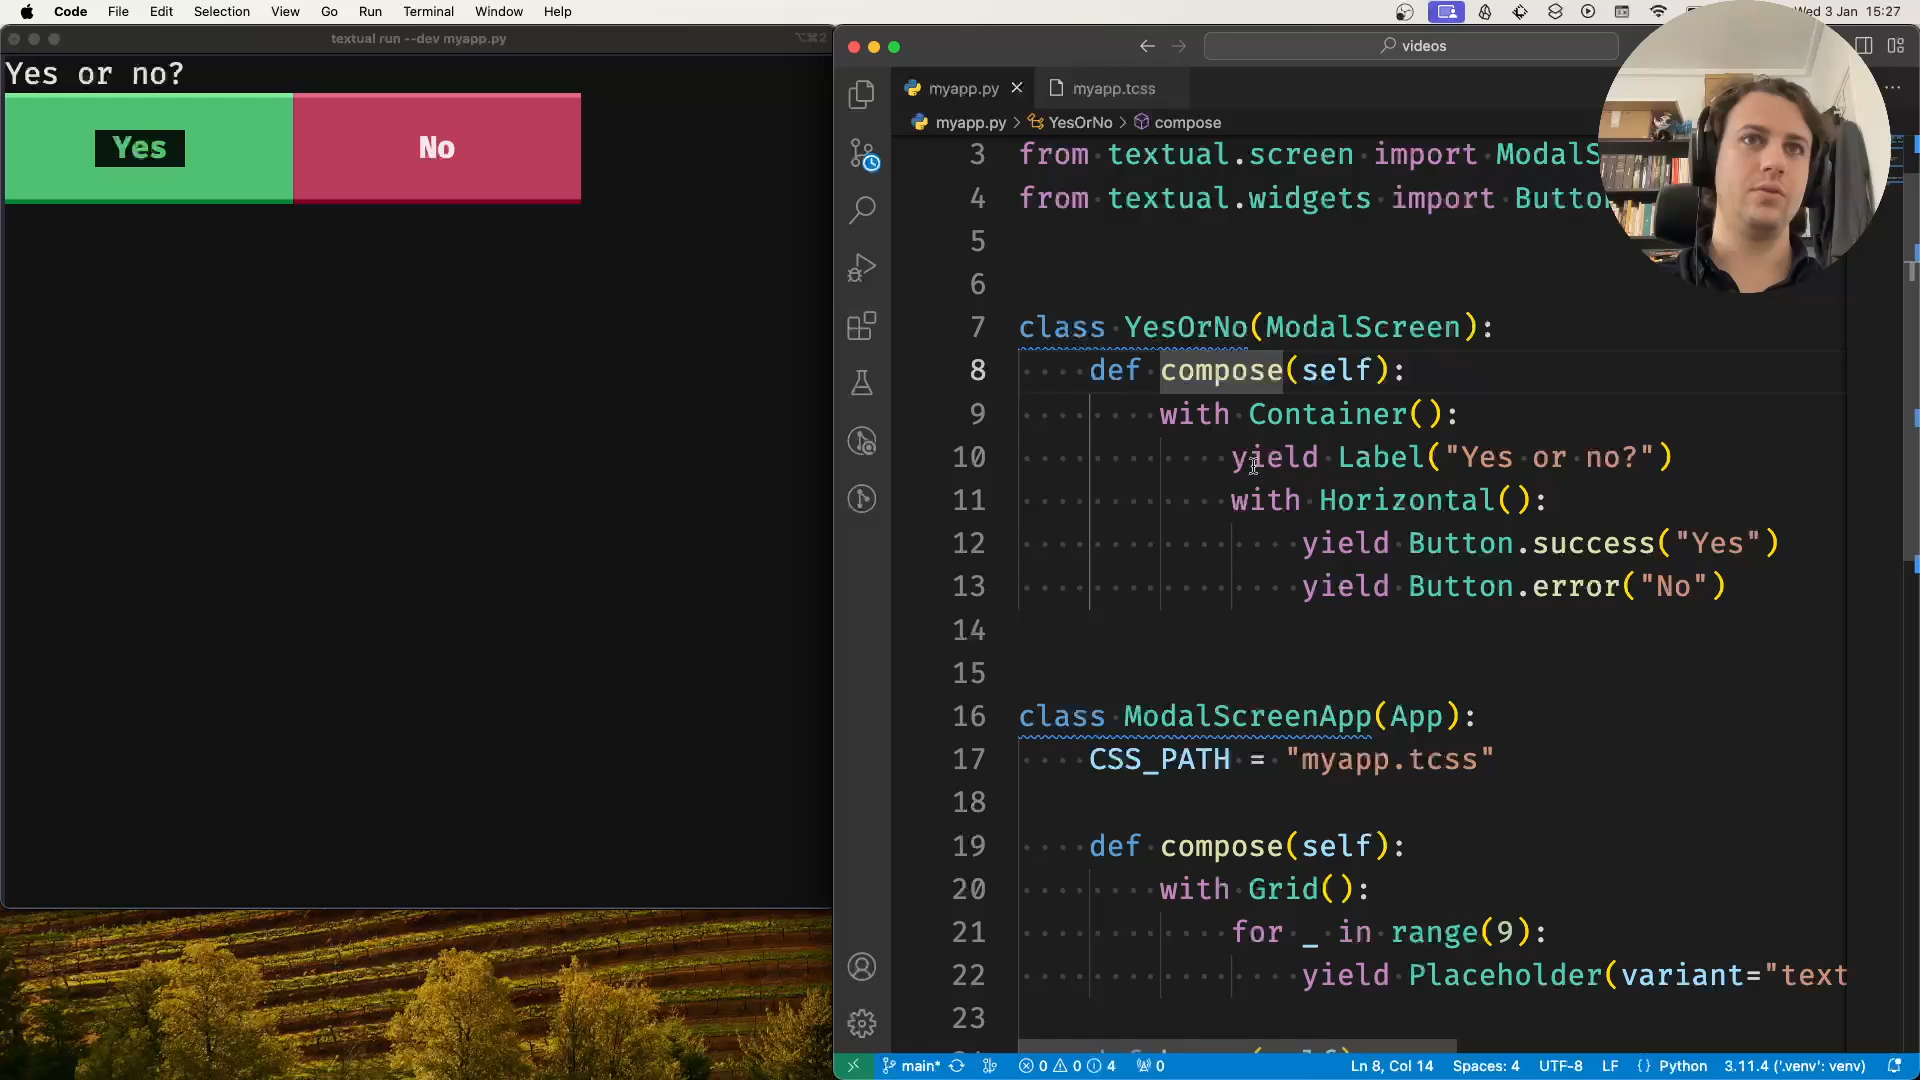 Code File Edit Selection View Go Run Terminal Window Help
Wed 3 Jan 15:27
textual run --dev myapp.py
⌥⌘2
Yes or no?
Yes No
videos
myapp.py
myapp.tcss
myapp.py > YesOrNo > compose
3 from textual.screen import ModalS
4 from textual.widgets import Butto
5
6
7 class YesOrNo(ModalScreen):
8 def compose(self):
9 with Container():
10 yield Label("Yes or no?")
11 with Horizontal():
12 yield Button.success("Yes")
13 yield Button.error("No")
14
15
16 class ModalScreenApp(App):
17 CSS_PATH = "myapp.tcss"
18
19 def compose(self):
20 with Grid():
21 for _ in range(9):
22 yield Placeholder(variant="text
23
main* 0 0 4 0 Ln 8, Col 14 Spaces: 4 UTF-8 LF {} Python 3.11.4 ('.venv': venv)